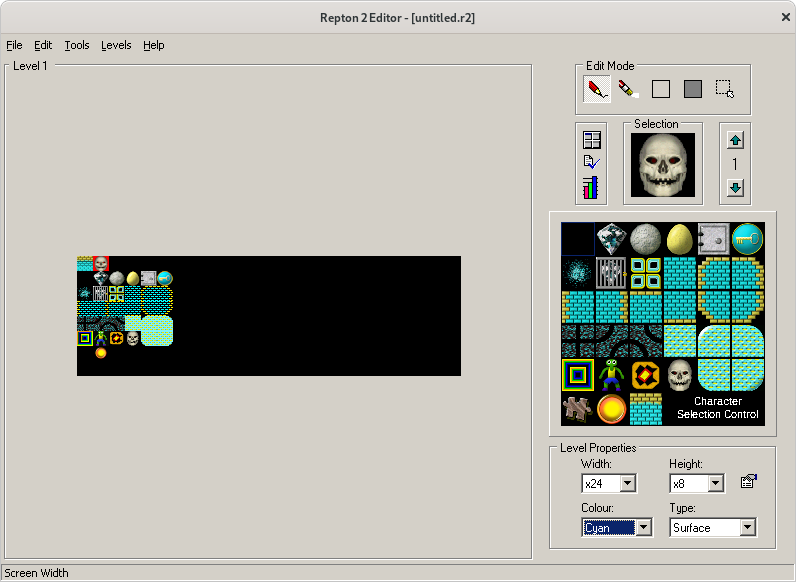 Repton 2 Editor - [untitled.r2]
File Edit Tools Levels Help
Level 1
Edit Mode
Selection
1
Character
Selection Control
Level Properties
Width: Height:
x24 x8
Colour: Type:
Cyan Surface
Screen Width